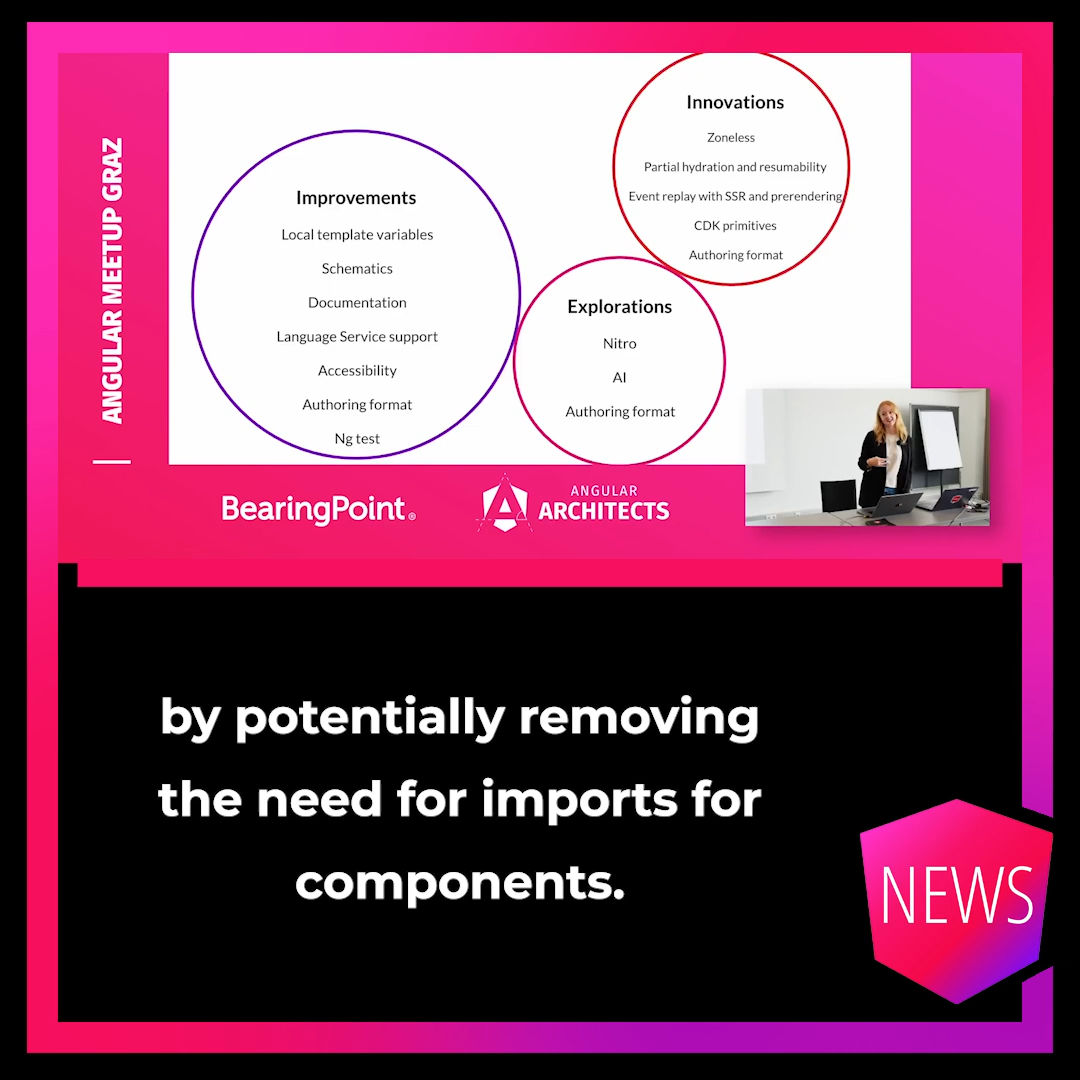 ANGULAR MEETUP GRAZ
Improvements
Local template variables
Schematics
Documentation
Language Service support
Accessibility
Authoring format
Ng test
Explorations
Nitro
AI
Authoring format
Innovations
Zoneless
Partial hydration and resumability
Event replay with SSR and prerendering
CDK primitives
Authoring format
BearingPoint®
ANGULAR
ARCHITECTS
by potentially removing
the need for imports for
components.
NEWS